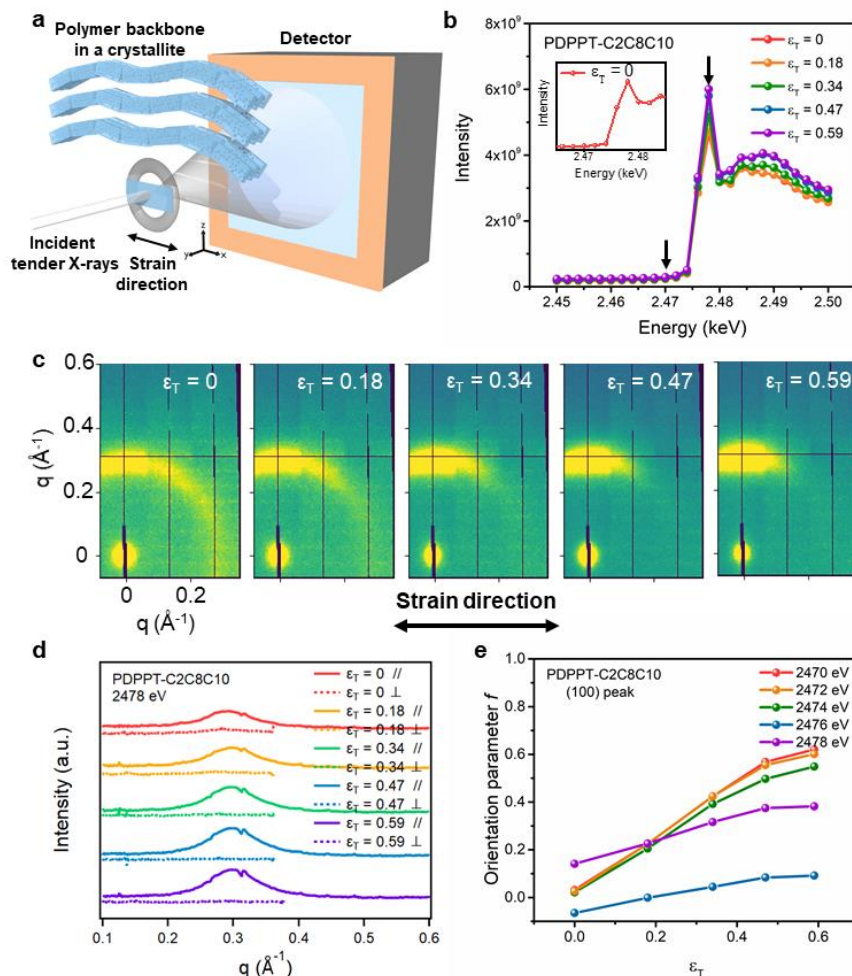 a
Polymer backbone
in a crystallite
Detector
Incident
tender X-rays
Strain
direction
z
y
x
b
PDPPT-C2C8C10
8x10⁹
6x10⁹
4x10⁹
2x10⁹
0
Intensity
2.45 2.46 2.47 2.48 2.49 2.50
Energy (keV)
ε_T = 0
ε_T = 0.18
ε_T = 0.34
ε_T = 0.47
ε_T = 0.59
ε_T = 0
Intensity
2.47 2.48
Energy (keV)
c
0.6
0.4
0.2
0
q (Å⁻¹)
ε_T = 0
ε_T = 0.18
ε_T = 0.34
ε_T = 0.47
ε_T = 0.59
0 0.2
q (Å⁻¹)
Strain direction
d
PDPPT-C2C8C10
2478 eV
ε_T = 0 //
ε_T = 0 ⊥
ε_T = 0.18 //
ε_T = 0.18 ⊥
ε_T = 0.34 //
ε_T = 0.34 ⊥
ε_T = 0.47 //
ε_T = 0.47 ⊥
ε_T = 0.59 //
ε_T = 0.59 ⊥
Intensity (a.u.)
0.1 0.2 0.3 0.4 0.5 0.6
q (Å⁻¹)
e
PDPPT-C2C8C10
(100) peak
2470 eV
2472 eV
2474 eV
2476 eV
2478 eV
1.0
0.8
0.6
0.4
0.2
0.0
Orientation parameter f
0.0 0.2 0.4 0.6 0.8
ε_T